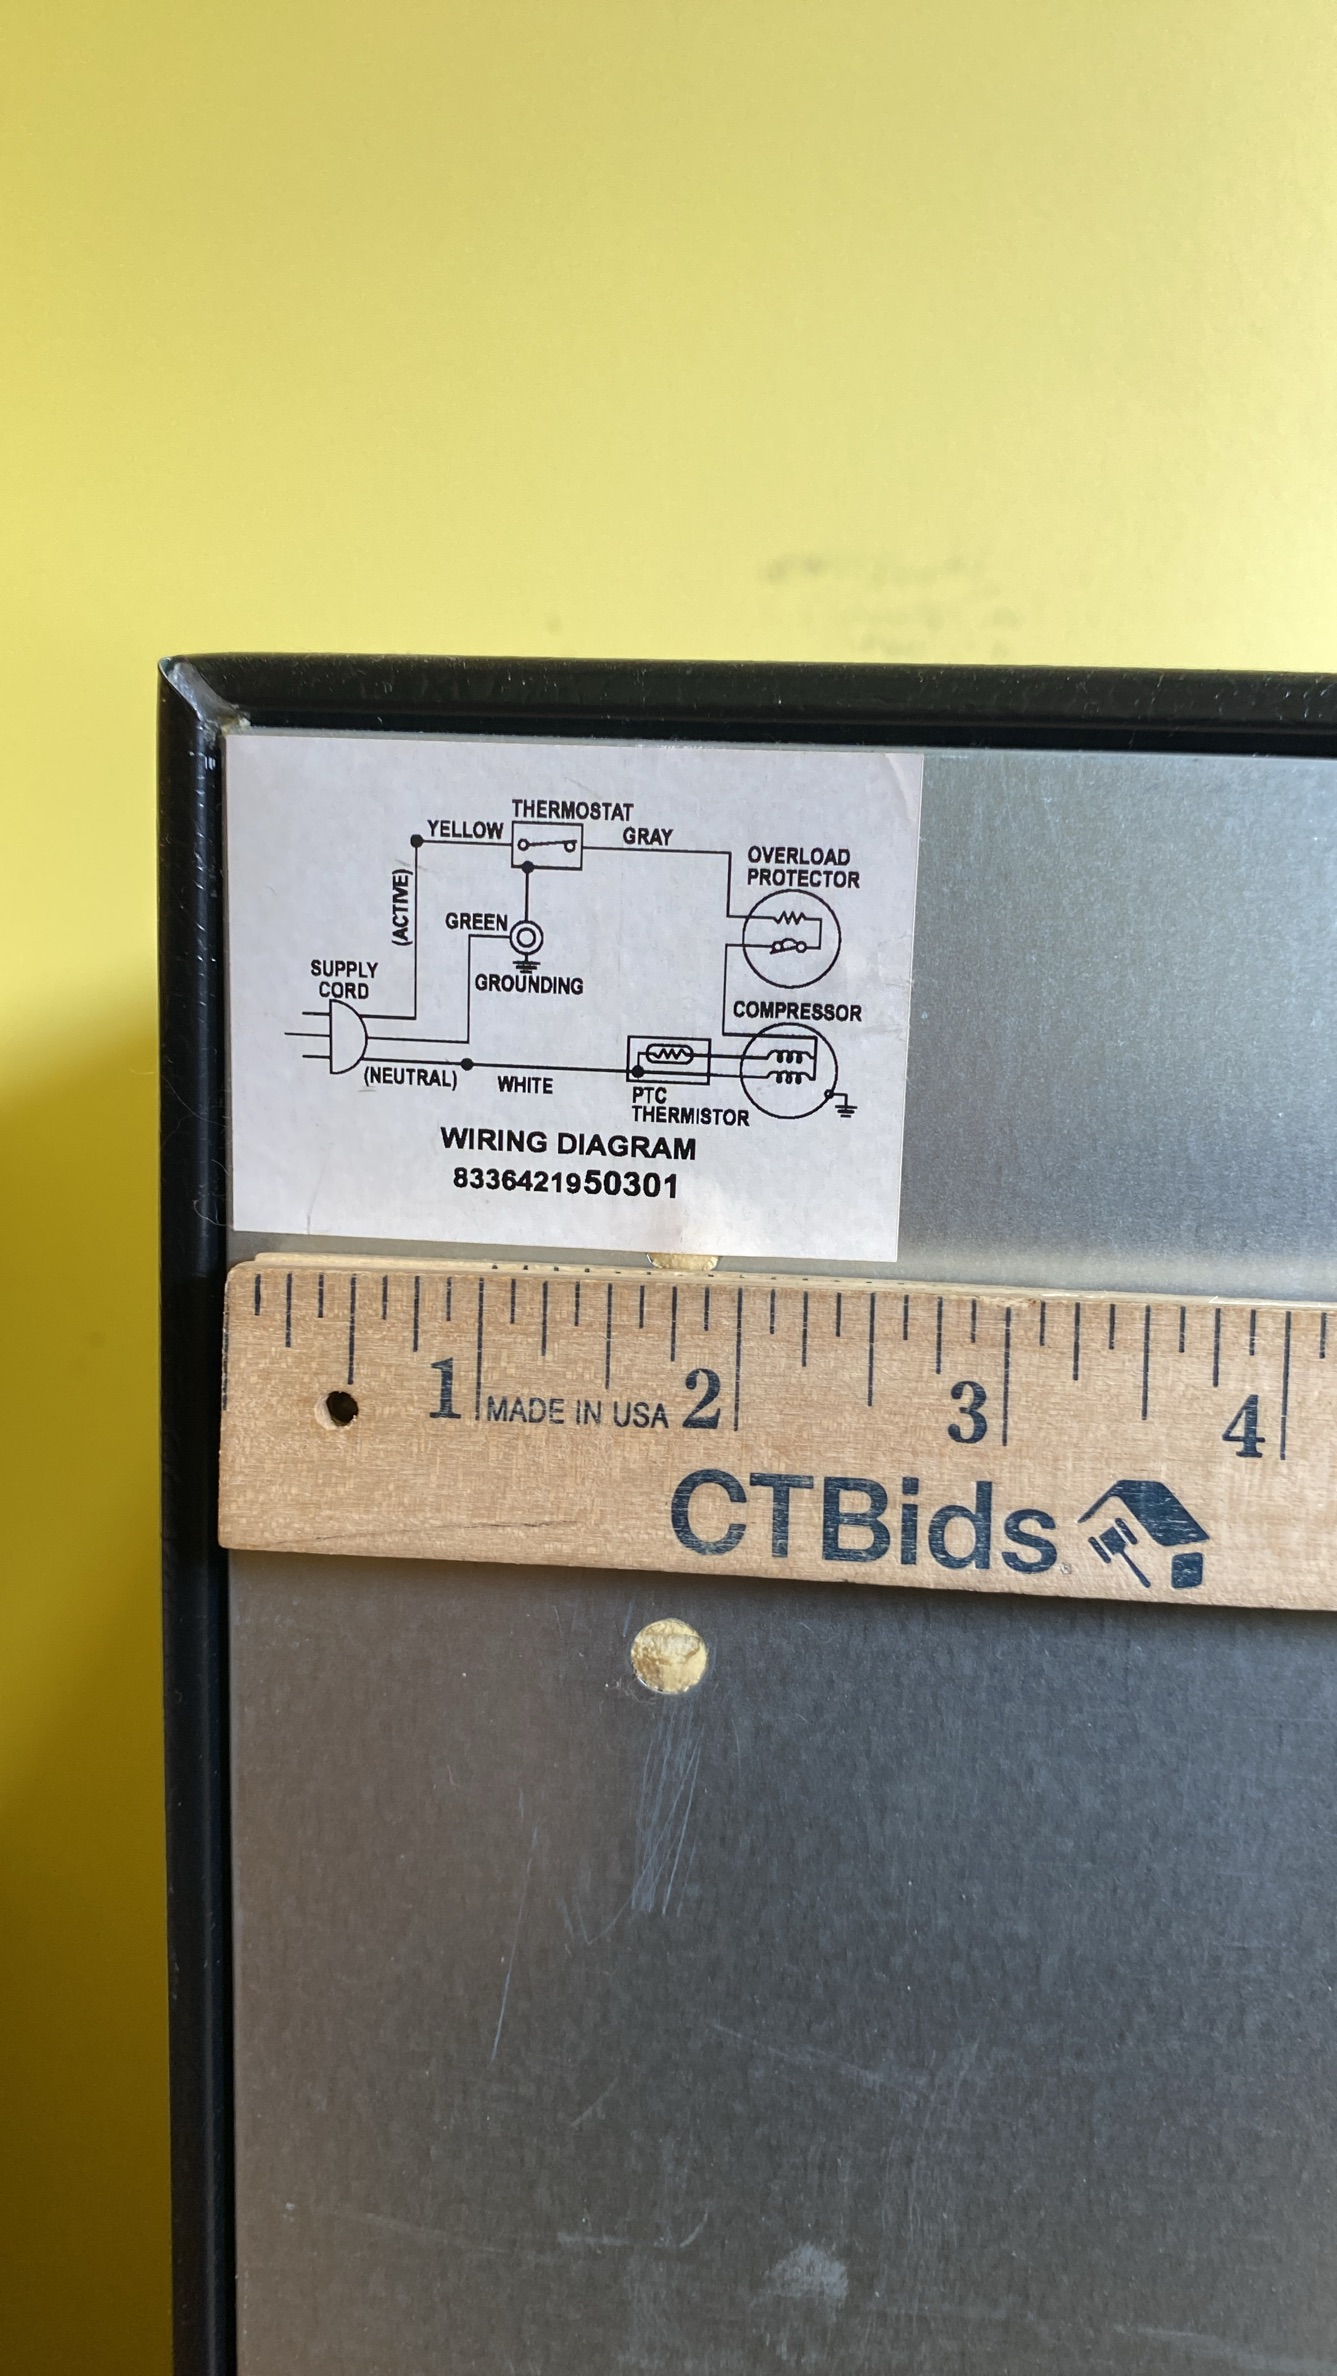 THERMOSTAT
YELLOW
GRAY
OVERLOAD
PROTECTOR
(ACTIVE)
GREEN
SUPPLY
CORD
GROUNDING
COMPRESSOR
(NEUTRAL)
WHITE
PTC
THERMISTOR
WIRING DIAGRAM
8336421950301
1 MADE IN USA 2 3 4
CTBids